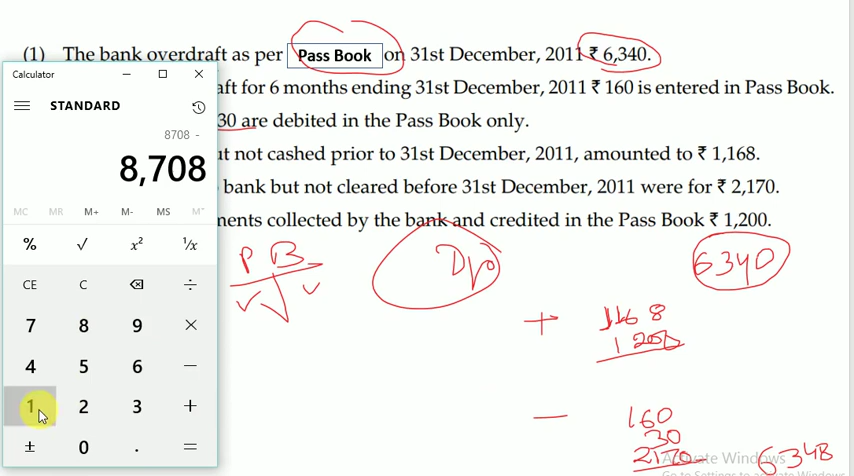 (1) The bank overdraft as per Pass Book on 31st December, 2011 ₹ 6,340.
Calculator
aft for 6 months ending 31st December, 2011 ₹ 160 is entered in Pass Book.
STANDARD
30 are debited in the Pass Book only.
8708 -
8,708
ut not cashed prior to 31st December, 2011, amounted to ₹ 1,168.
bank but not cleared before 31st December, 2011 were for ₹ 2,170.
MC MR M+ M- MS M˅
ments collected by the bank and credited in the Pass Book ₹ 1,200.
% √ x² ¹/x
P B
6340
CE C ⌫ ÷
7 8 9 ×
+ 1168
1200
4 5 6 −
1 2 3 +
− 160
30
± 0 . =
2170
Activate Windows
6348